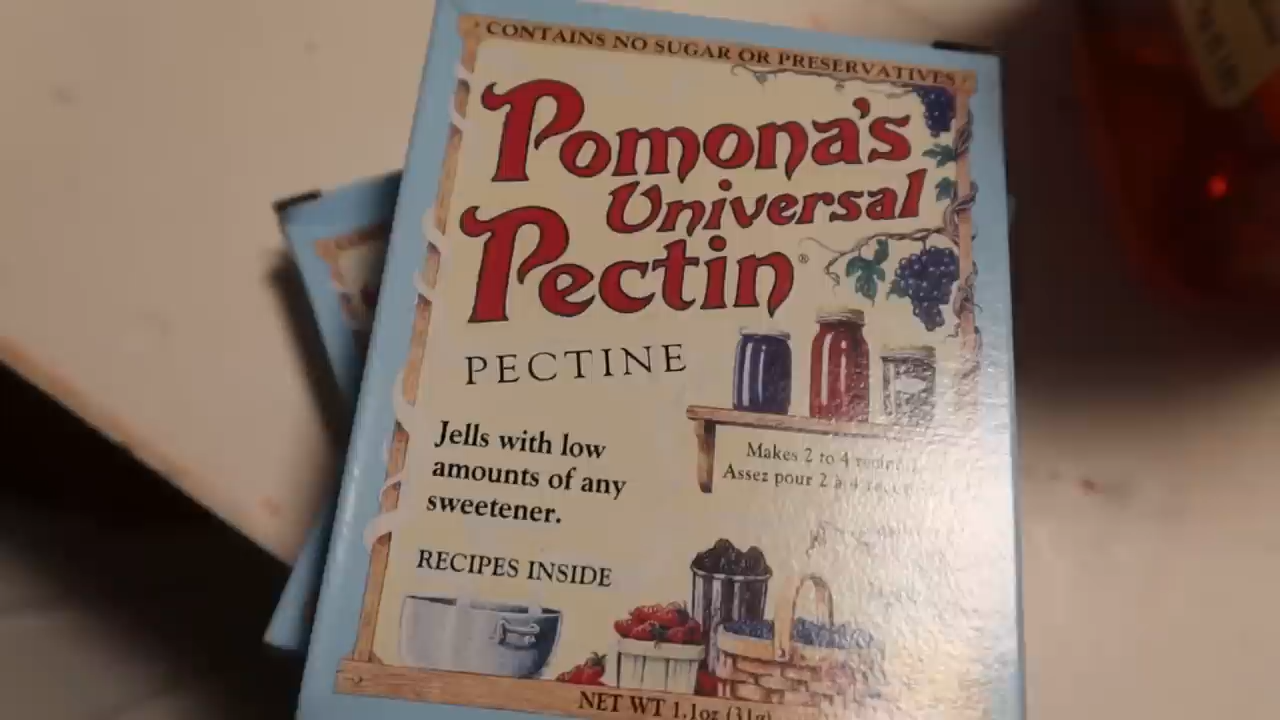 CONTAINS NO SUGAR OR PRESERVATIVES
Pomona's
Universal
Pectin®
PECTINE
Jells with low
amounts of any
sweetener.
Makes 2 to 4
Assez pour 2 à 4
RECIPES INSIDE
NET WT 1.1oz (31g)